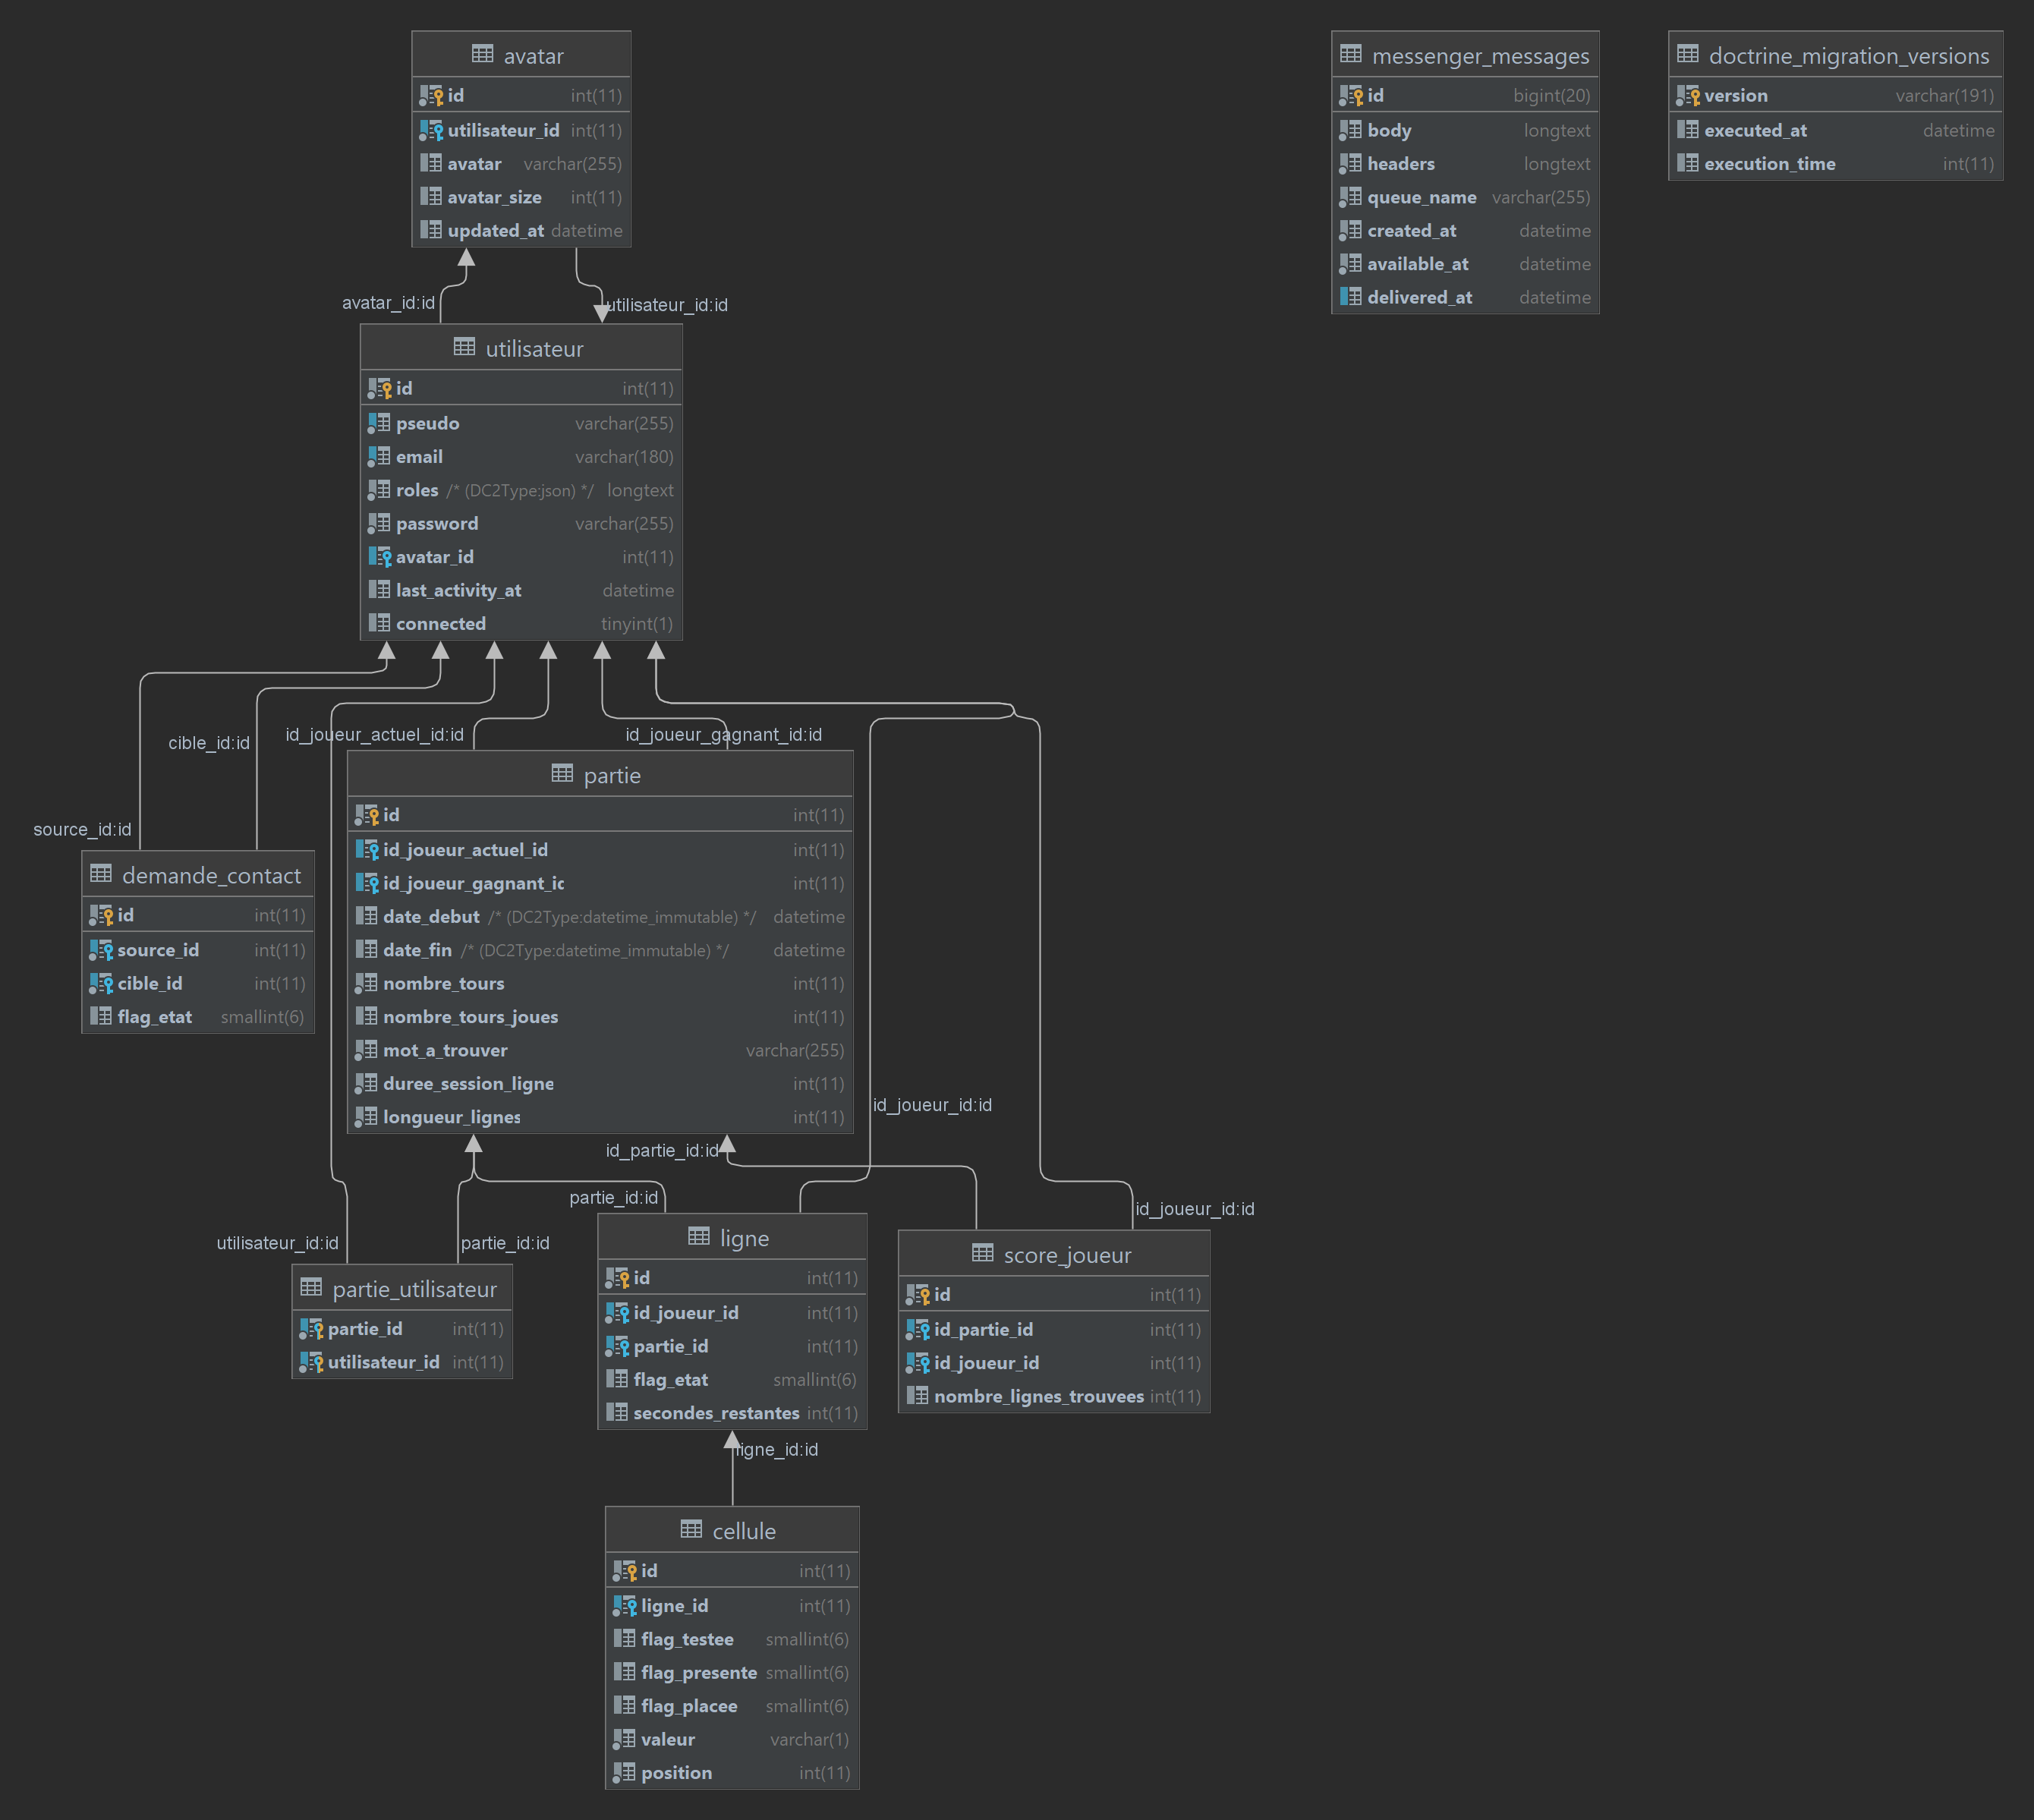 avatar
id int(11)
utilisateur_id int(11)
avatar varchar(255)
avatar_size int(11)
updated_at datetime
messenger_messages
id bigint(20)
body longtext
headers longtext
queue_name varchar(255)
created_at datetime
available_at datetime
delivered_at datetime
doctrine_migration_versions
version varchar(191)
executed_at datetime
execution_time int(11)
avatar_id:id
utilisateur_id:id
utilisateur
id int(11)
pseudo varchar(255)
email varchar(180)
roles /* (DC2Type:json) */ longtext
password varchar(255)
avatar_id int(11)
last_activity_at datetime
connected tinyint(1)
id_joueur_actuel_id:id
id_joueur_gagnant_id:id
cible_id:id
source_id:id
partie
id int(11)
id_joueur_actuel_id int(11)
id_joueur_gagnant_id int(11)
date_debut /* (DC2Type:datetime_immutable) */ datetime
date_fin /* (DC2Type:datetime_immutable) */ datetime
nombre_tours int(11)
nombre_tours_joues int(11)
mot_a_trouver varchar(255)
duree_session_ligne int(11)
longueur_lignes int(11)
demande_contact
id int(11)
source_id int(11)
cible_id int(11)
flag_etat smallint(6)
id_joueur_id:id
id_partie_id:id
partie_id:id
id_joueur_id:id
utilisateur_id:id
partie_id:id
partie_utilisateur
partie_id int(11)
utilisateur_id int(11)
ligne
id int(11)
id_joueur_id int(11)
partie_id int(11)
flag_etat smallint(6)
secondes_restantes int(11)
score_joueur
id int(11)
id_partie_id int(11)
id_joueur_id int(11)
nombre_lignes_trouvees int(11)
ligne_id:id
cellule
id int(11)
ligne_id int(11)
flag_testee smallint(6)
flag_presente smallint(6)
flag_placee smallint(6)
valeur varchar(1)
position int(11)